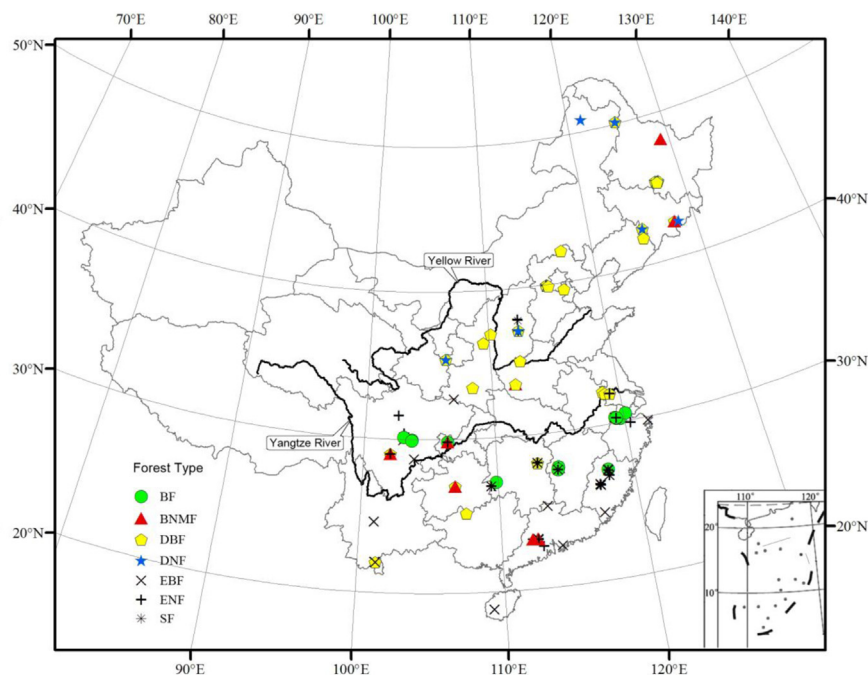 70°E 80°E 90°E 100°E 110°E 120°E 130°E 140°E
50°N
40°N
40°N
Yellow River
30°N
30°N
Yangtze River
Forest Type
BF
BNMF
DBF
DNF
EBF
ENF
SF
20°N
20°N
110° 120°
20°
10°
90°E 100°E 110°E 120°E